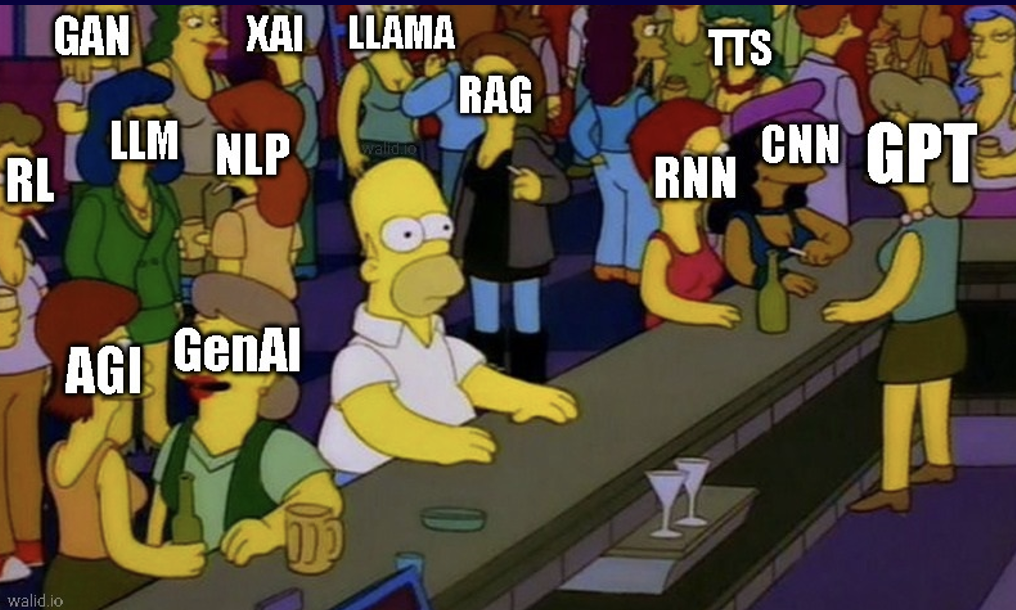 GAN
XAI
LLAMA
TTS
RAG
LLM
NLP
walid.io
CNN
GPT
RL
RNN
AGI
GenAI
walid.io